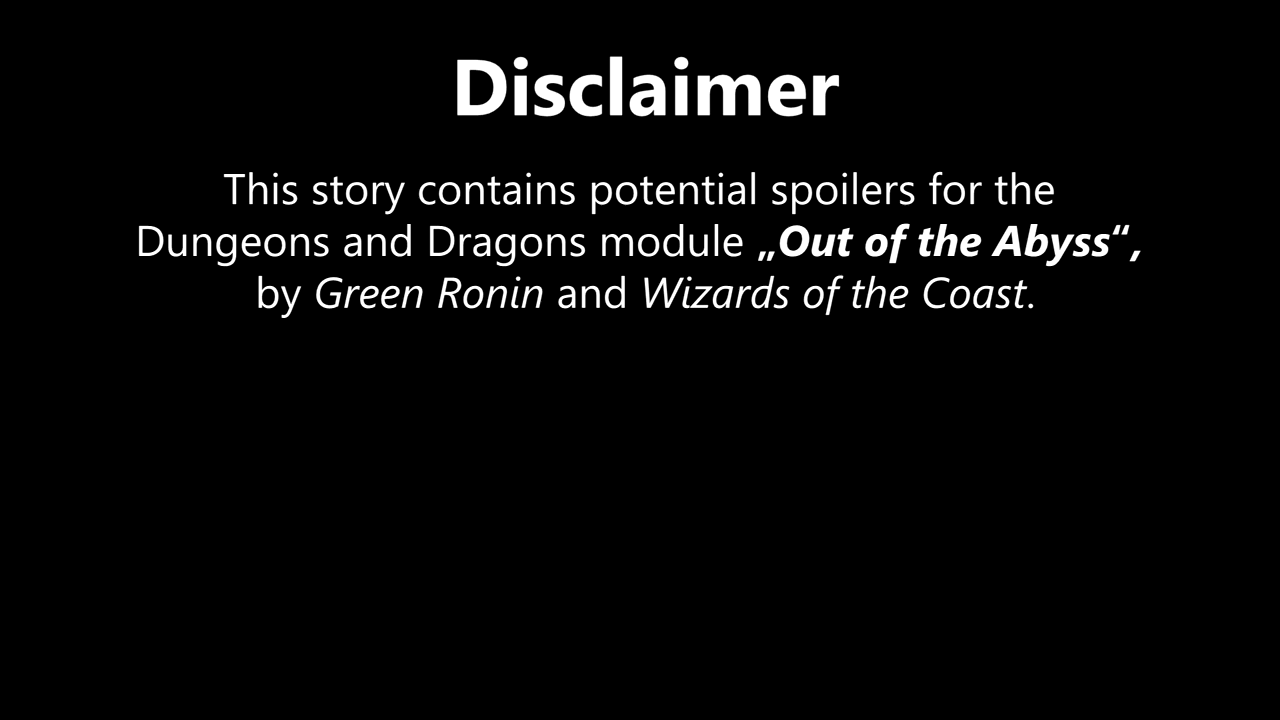 Disclaimer
This story contains potential spoilers for the
Dungeons and Dragons module „Out of the Abyss“,
by Green Ronin and Wizards of the Coast.